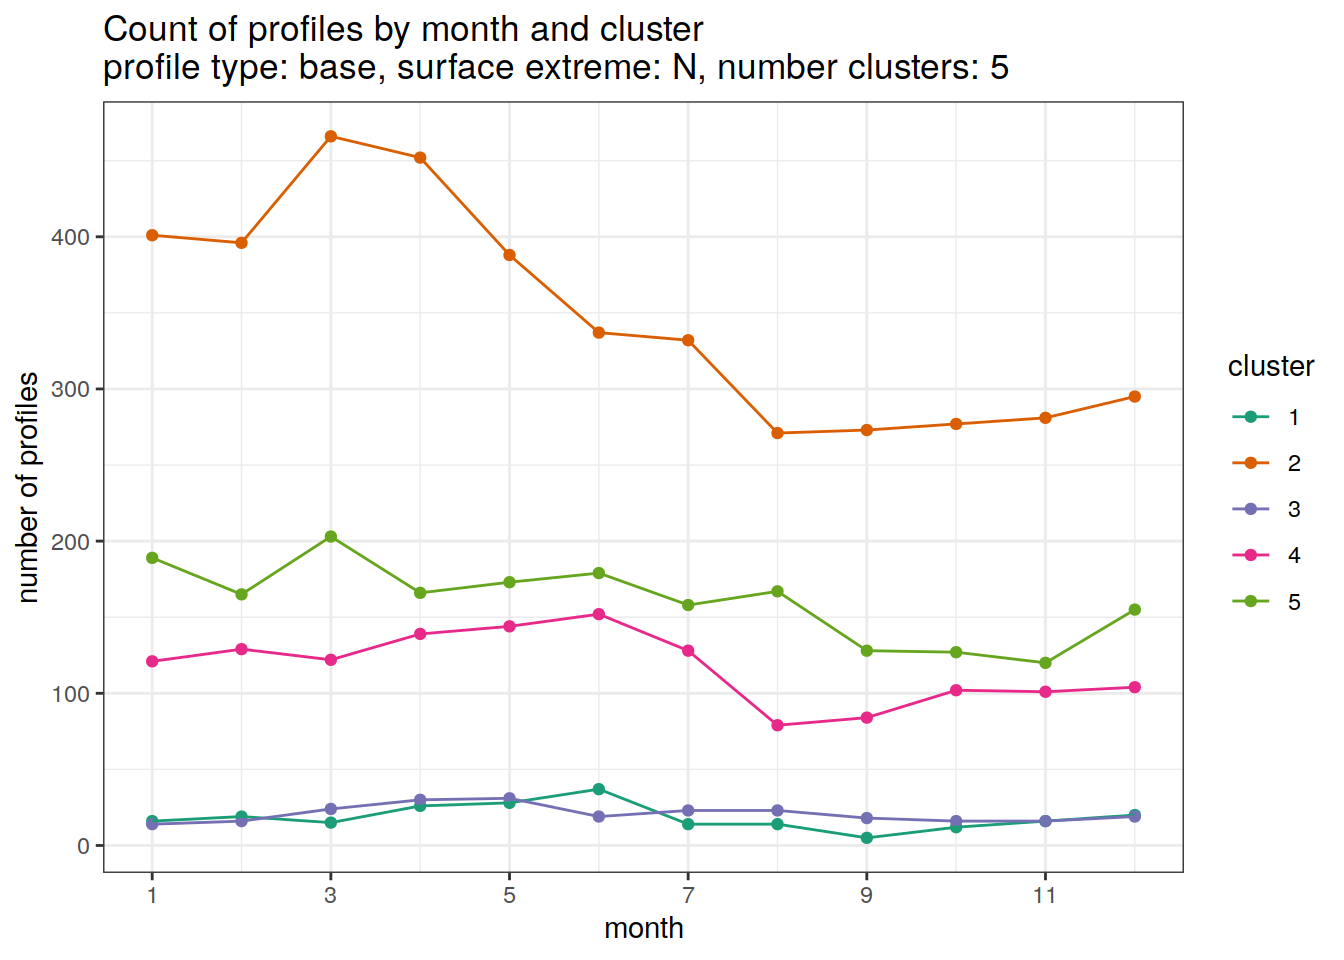 Count of profiles by month and cluster
profile type: base, surface extreme: N, number clusters: 5
400
300
200
100
0
number of profiles
1 3 5 7 9 11
month
cluster
1
2
3
4
5